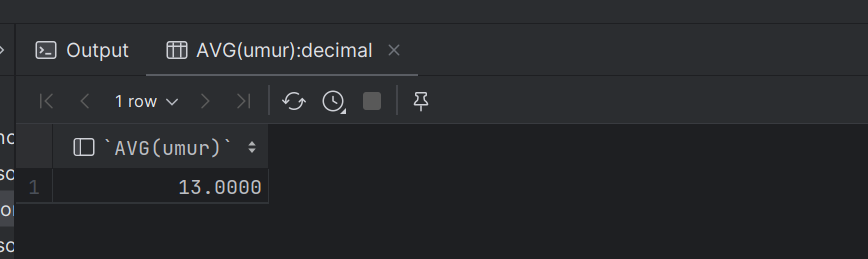 Output AVG(umur):decimal
1 row
`AVG(umur)`
1 13.0000